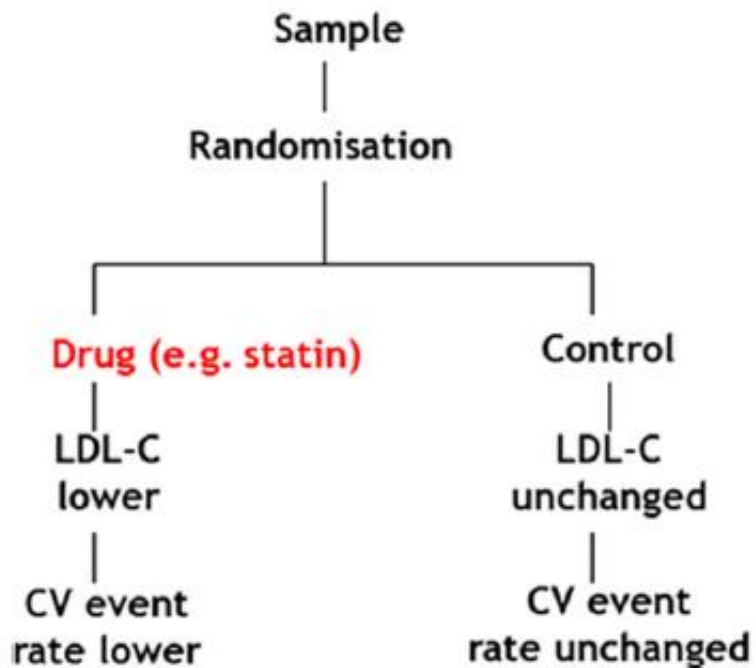 Sample
Randomisation
Drug (e.g. statin)
Control
LDL-C
lower
LDL-C
unchanged
CV event
rate lower
CV event
rate unchanged